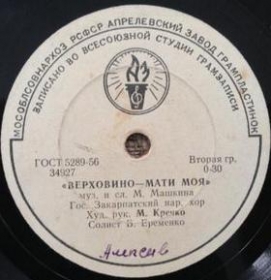 МОСОБЛСОВНАРХОЗ РСФСР АПРЕЛЕВСКИЙ ЗАВОД ГРАМПЛАСТИНОК
ЗАПИСАНО ВО ВСЕСОЮЗНОЙ СТУДИИ ГРАМЗАПИСИ
ГОСТ 5289-56 Вторая гр.
34927 0-30
«ВЕРХОВИНО—МАТИ МОЯ»
муз. и сл. М. Машкина
Гос. Закарпатский нар. хор
Худ. рук. М. Кречко
Солист В. Еременко